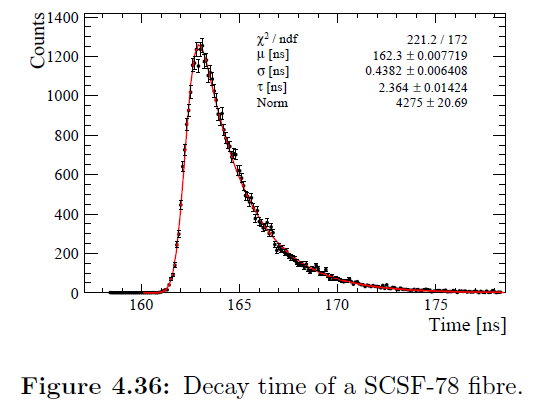 Counts
1400
1200
1000
800
600
400
200
0
χ² / ndf 221.2 / 172
μ [ns] 162.3 ± 0.007719
σ [ns] 0.4382 ± 0.006408
τ [ns] 2.364 ± 0.01424
Norm 4275 ± 20.69
160 165 170 175
Time [ns]
Figure 4.36: Decay time of a SCSF-78 fibre.